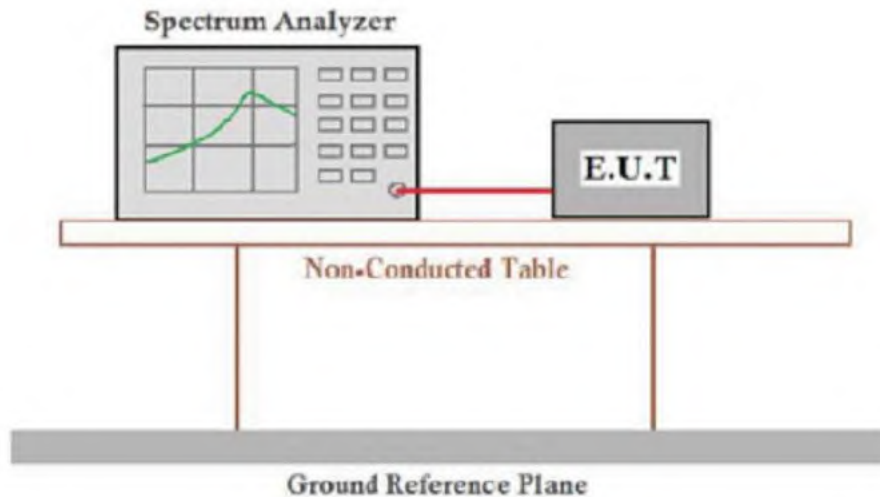 Spectrum Analyzer
E.U.T
Non-Conducted Table
Ground Reference Plane